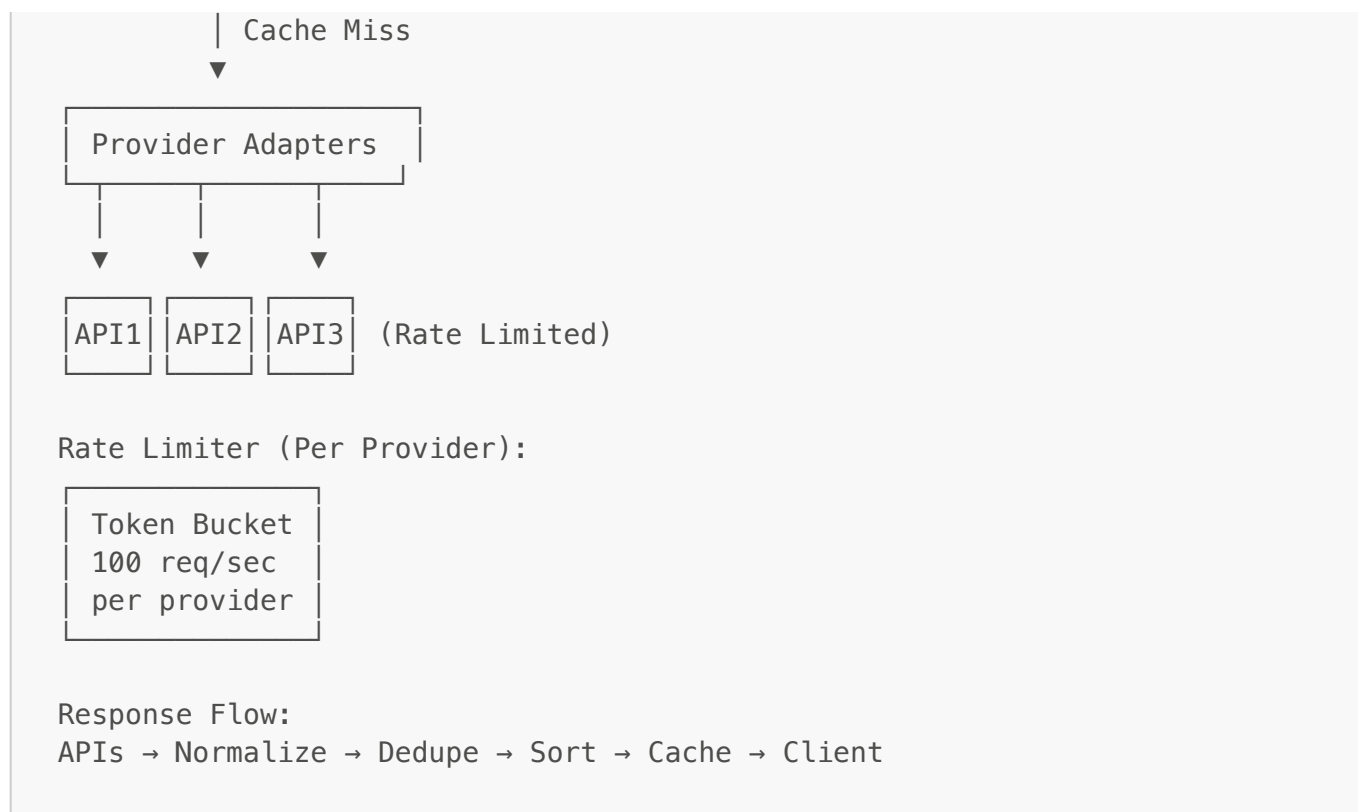 Cache Miss
▼
Provider Adapters
▼ ▼ ▼
API1 API2 API3 (Rate Limited)
Rate Limiter (Per Provider):
Token Bucket
100 req/sec
per provider
Response Flow:
APIs → Normalize → Dedupe → Sort → Cache → Client